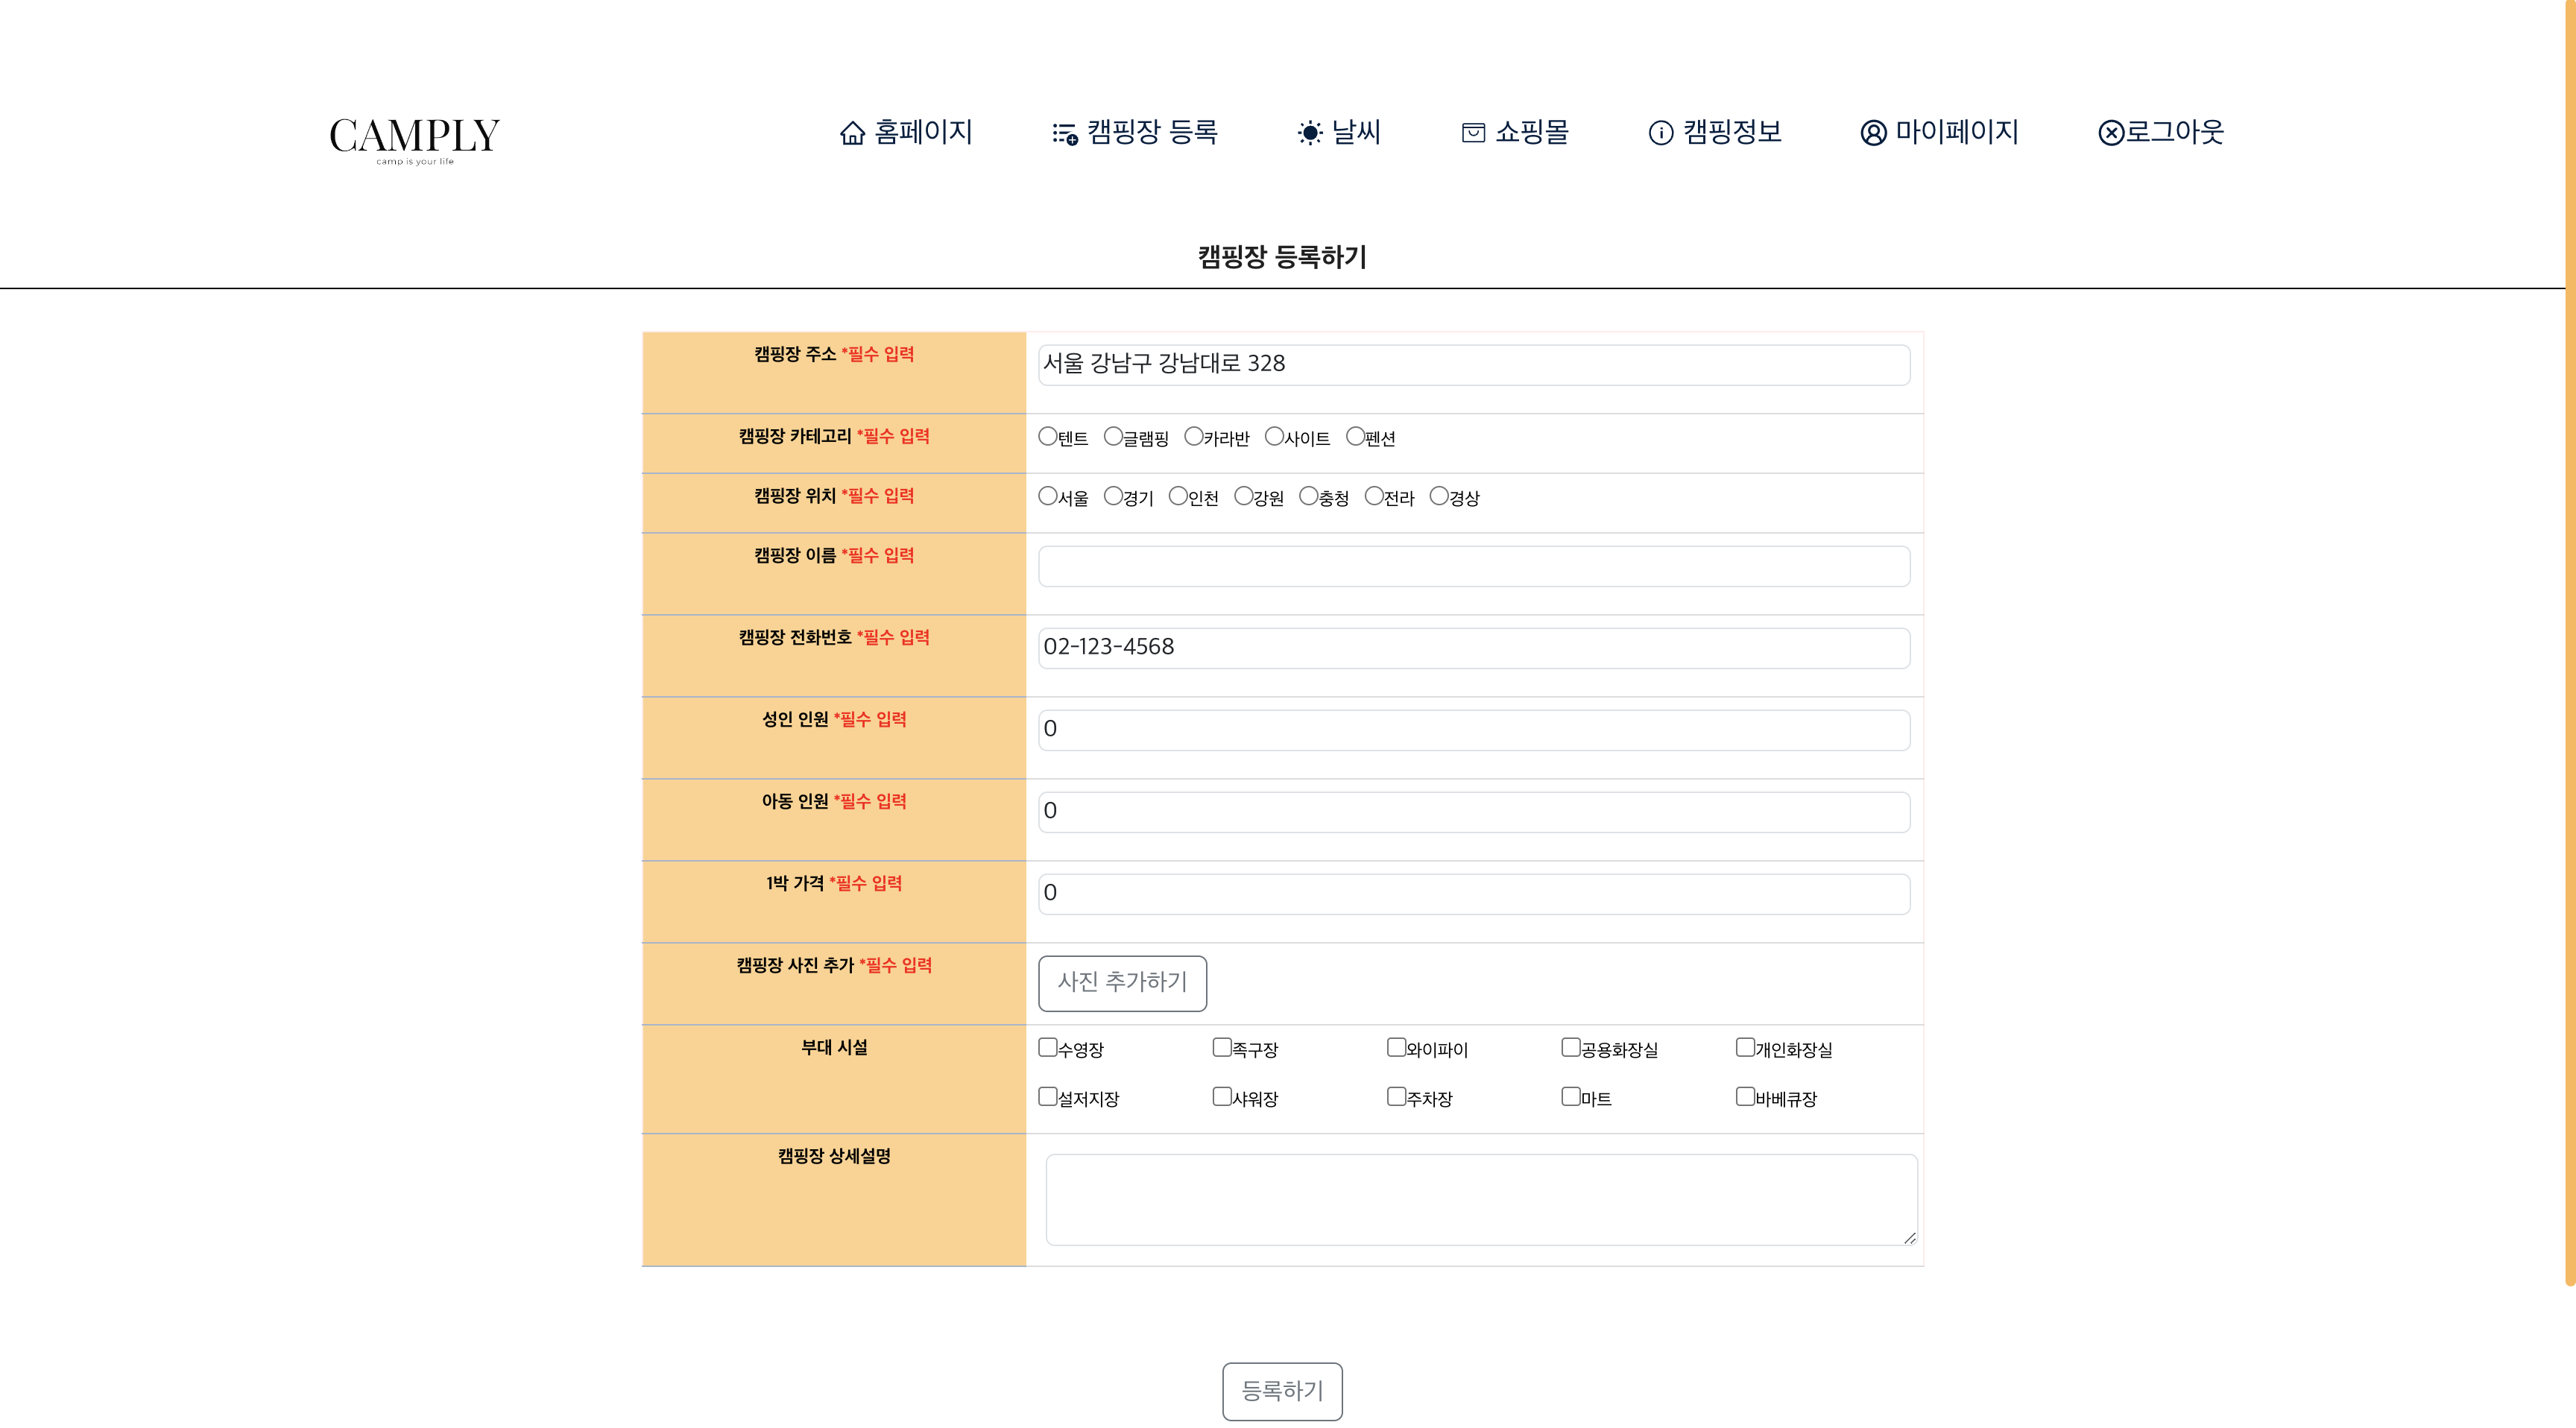 CAMPLY
camp is your life
홈페이지 캠핑장 등록 날씨 쇼핑몰 캠핑정보 마이페이지 로그아웃
캠핑장 등록하기
캠핑장 주소 *필수 입력 서울 강남구 강남대로 328
캠핑장 카테고리 *필수 입력 텐트 글램핑 카라반 사이트 펜션
캠핑장 위치 *필수 입력 서울 경기 인천 강원 충청 전라 경상
캠핑장 이름 *필수 입력
캠핑장 전화번호 *필수 입력 02-123-4568
성인 인원 *필수 입력 0
아동 인원 *필수 입력 0
1박 가격 *필수 입력 0
캠핑장 사진 추가 *필수 입력 사진 추가하기
부대 시설 수영장 족구장 와이파이 공용화장실 개인화장실
설저지장 샤워장 주차장 마트 바베큐장
캠핑장 상세설명
등록하기